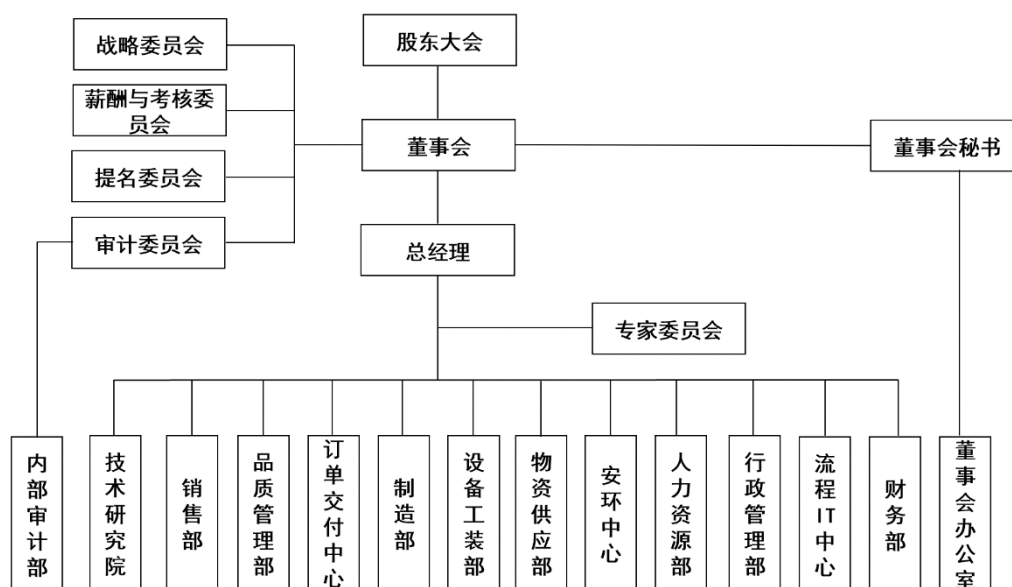 战略委员会
股东大会
薪酬与考核委
员会
董事会
董事会秘书
提名委员会
审计委员会
总经理
专家委员会
内部审计部
技术研究院
销售部
品质管理部
订单交付中心
制造部
设备工装部
物资供应部
安环中心
人力资源部
行政管理部
流程IT中心
财务部
董事会办公室